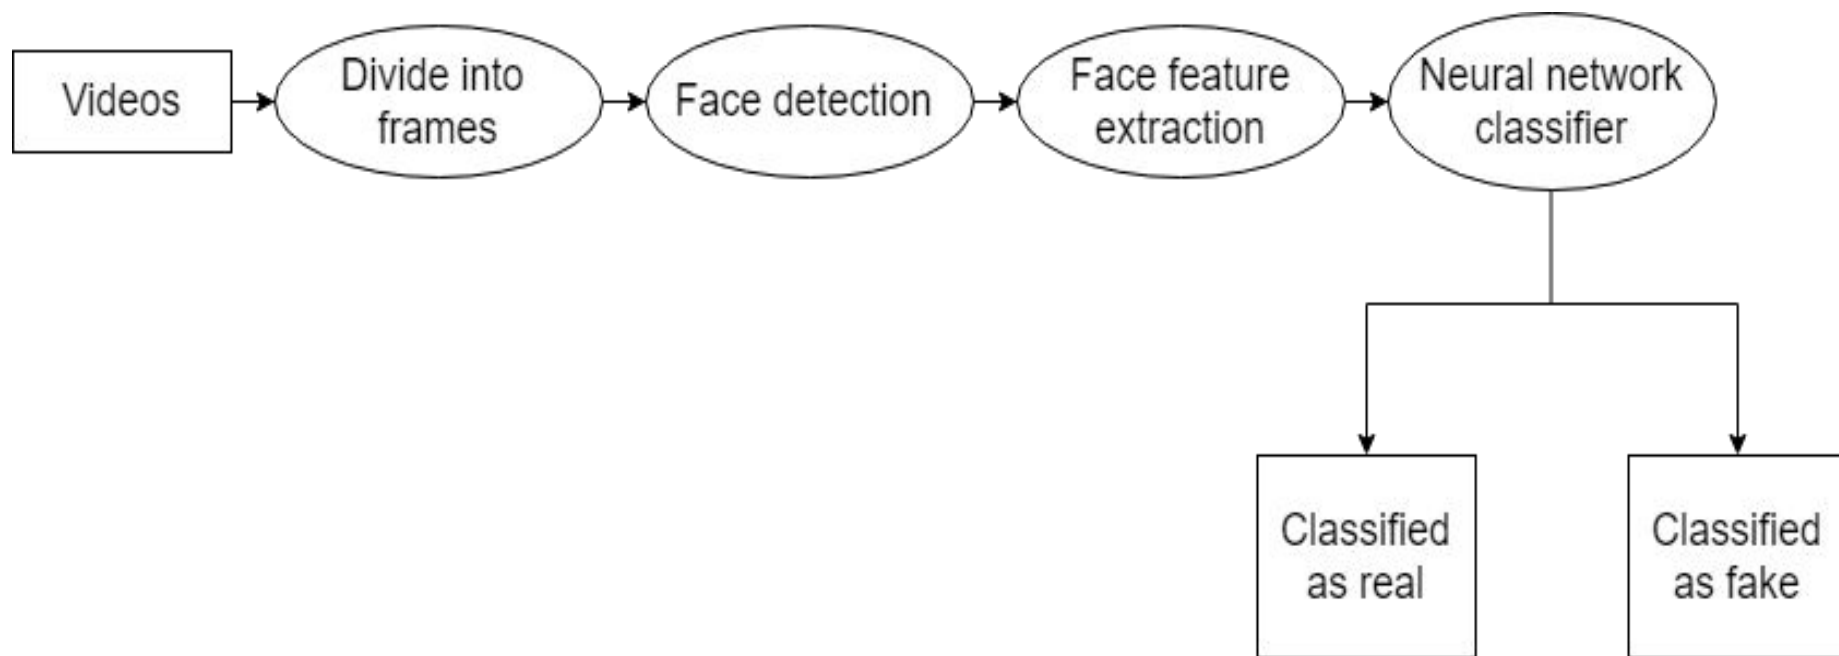 Videos
Divide into
frames
Face detection
Face feature
extraction
Neural network
classifier
Classified
as real
Classified
as fake